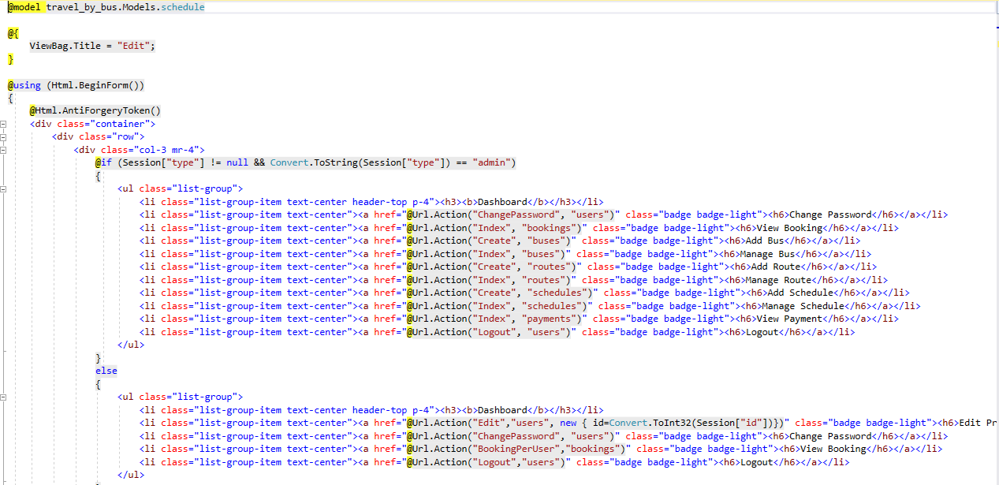 @model travel_by_bus.Models.schedule
@{
ViewBag.Title = "Edit";
}
@using (Html.BeginForm())
{
@Html.AntiForgeryToken()
<div class="container">
<div class="row">
<div class="col-3 mr-4">
@if (Session["type"] != null && Convert.ToString(Session["type"]) == "admin")
{
<ul class="list-group">
<li class="list-group-item text-center header-top p-4"><h3><b>Dashboard</b></h3></li>
<li class="list-group-item text-center"><a href="@Url.Action("ChangePassword", "users")" class="badge badge-light"><h6>Change Password</h6></a></li>
<li class="list-group-item text-center"><a href="@Url.Action("Index", "bookings")" class="badge badge-light"><h6>View Booking</h6></a></li>
<li class="list-group-item text-center"><a href="@Url.Action("Create", "buses")" class="badge badge-light"><h6>Add Bus</h6></a></li>
<li class="list-group-item text-center"><a href="@Url.Action("Index", "buses")" class="badge badge-light"><h6>Manage Bus</h6></a></li>
<li class="list-group-item text-center"><a href="@Url.Action("Create", "routes")" class="badge badge-light"><h6>Add Route</h6></a></li>
<li class="list-group-item text-center"><a href="@Url.Action("Index", "routes")" class="badge badge-light"><h6>Manage Route</h6></a></li>
<li class="list-group-item text-center"><a href="@Url.Action("Create", "schedules")" class="badge badge-light"><h6>Add Schedule</h6></a></li>
<li class="list-group-item text-center"><a href="@Url.Action("Index", "schedules")" class="badge badge-light"><h6>Manage Schedule</h6></a></li>
<li class="list-group-item text-center"><a href="@Url.Action("Index", "payments")" class="badge badge-light"><h6>View Payment</h6></a></li>
<li class="list-group-item text-center"><a href="@Url.Action("Logout", "users")" class="badge badge-light"><h6>Logout</h6></a></li>
</ul>
}
else
{
<ul class="list-group">
<li class="list-group-item text-center header-top p-4"><h3><b>Dashboard</b></h3></li>
<li class="list-group-item text-center"><a href="@Url.Action("Edit","users", new { id=Convert.ToInt32(Session["id"])})" class="badge badge-light"><h6>Edit Pr
<li class="list-group-item text-center"><a href="@Url.Action("ChangePassword", "users")" class="badge badge-light"><h6>Change Password</h6></a></li>
<li class="list-group-item text-center"><a href="@Url.Action("BookingPerUser","bookings")" class="badge badge-light"><h6>View Booking</h6></a></li>
<li class="list-group-item text-center"><a href="@Url.Action("Logout","users")" class="badge badge-light"><h6>Logout</h6></a></li>
</ul>